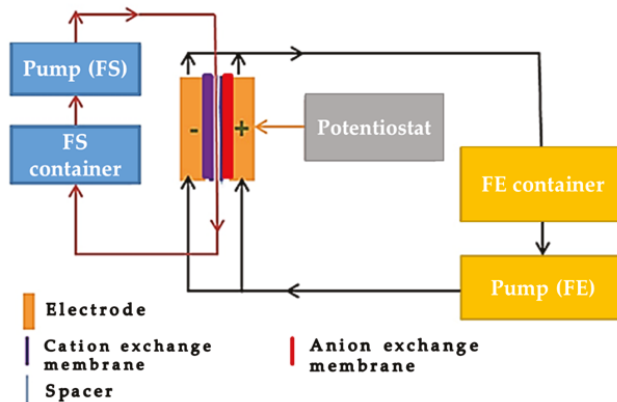 Pump (FS)
FS
container
-
+
Potentiostat
FE container
Pump (FE)
Electrode
Cation exchange
membrane
Anion exchange
membrane
Spacer